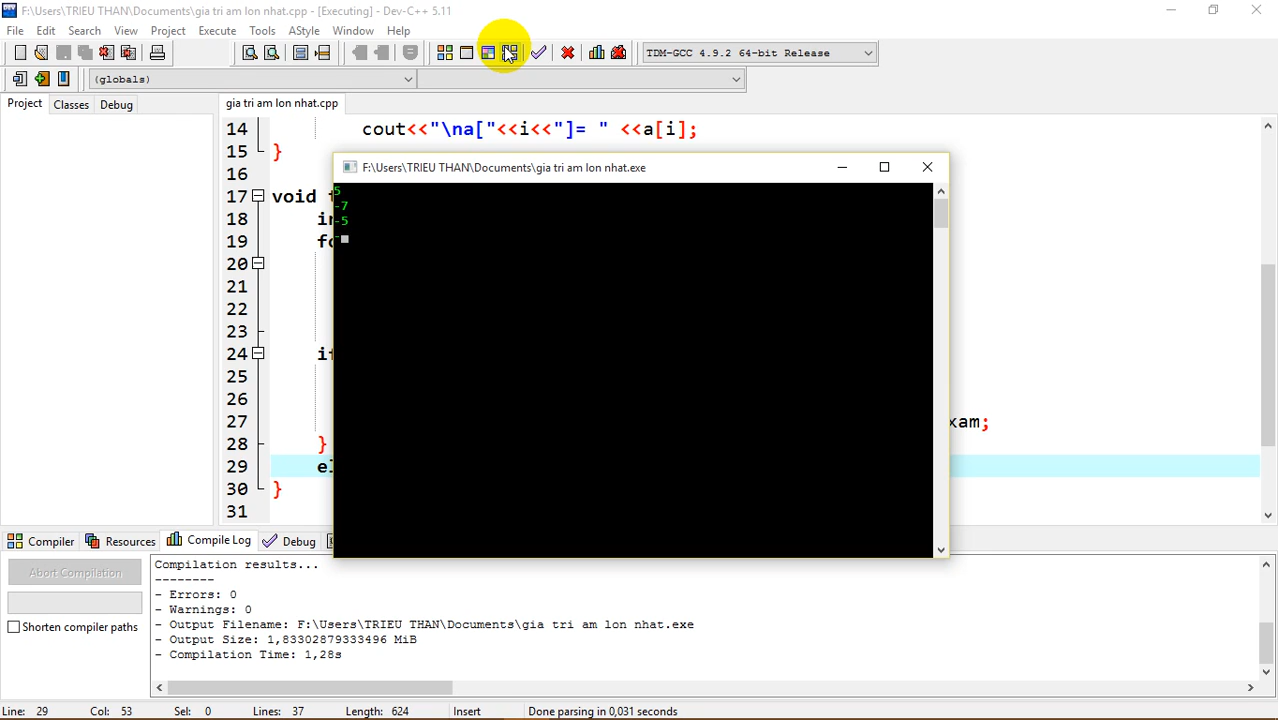 F:\Users\TRIEU THAN\Documents\gia tri am lon nhat.cpp - [Executing] - Dev-C++ 5.11
File Edit Search View Project Execute Tools AStyle Window Help
TDM-GCC 4.9.2 64-bit Release
(globals)
Project Classes Debug
gia tri am lon nhat.cpp
14 cout<<"\na["<<i<<"]= " <<a[i];
15 }
16
F:\Users\TRIEU THAN\Documents\gia tri am lon nhat.exe
5
-7
-5
-
17 void
18
19
20
21
22
23
24
25
26
27 xam;
28 }
29
30 }
31
Compiler Resources Compile Log Debug
Abort Compilation
Shorten compiler paths
Compilation results...
--------
- Errors: 0
- Warnings: 0
- Output Filename: F:\Users\TRIEU THAN\Documents\gia tri am lon nhat.exe
- Output Size: 1,83302879333496 MiB
- Compilation Time: 1,28s
Line: 29 Col: 53 Sel: 0 Lines: 37 Length: 624 Insert Done parsing in 0,031 seconds